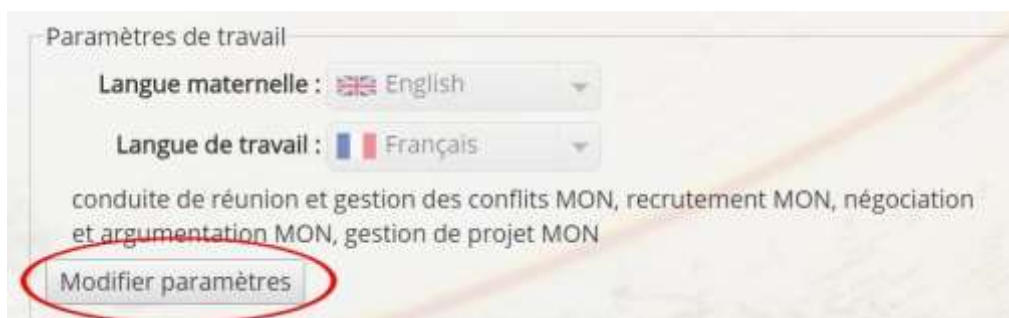 Paramètres de travail
Langue maternelle : English
Langue de travail : Français
conduite de réunion et gestion des conflits MON, recrutement MON, négociation
et argumentation MON, gestion de projet MON
Modifier paramètres